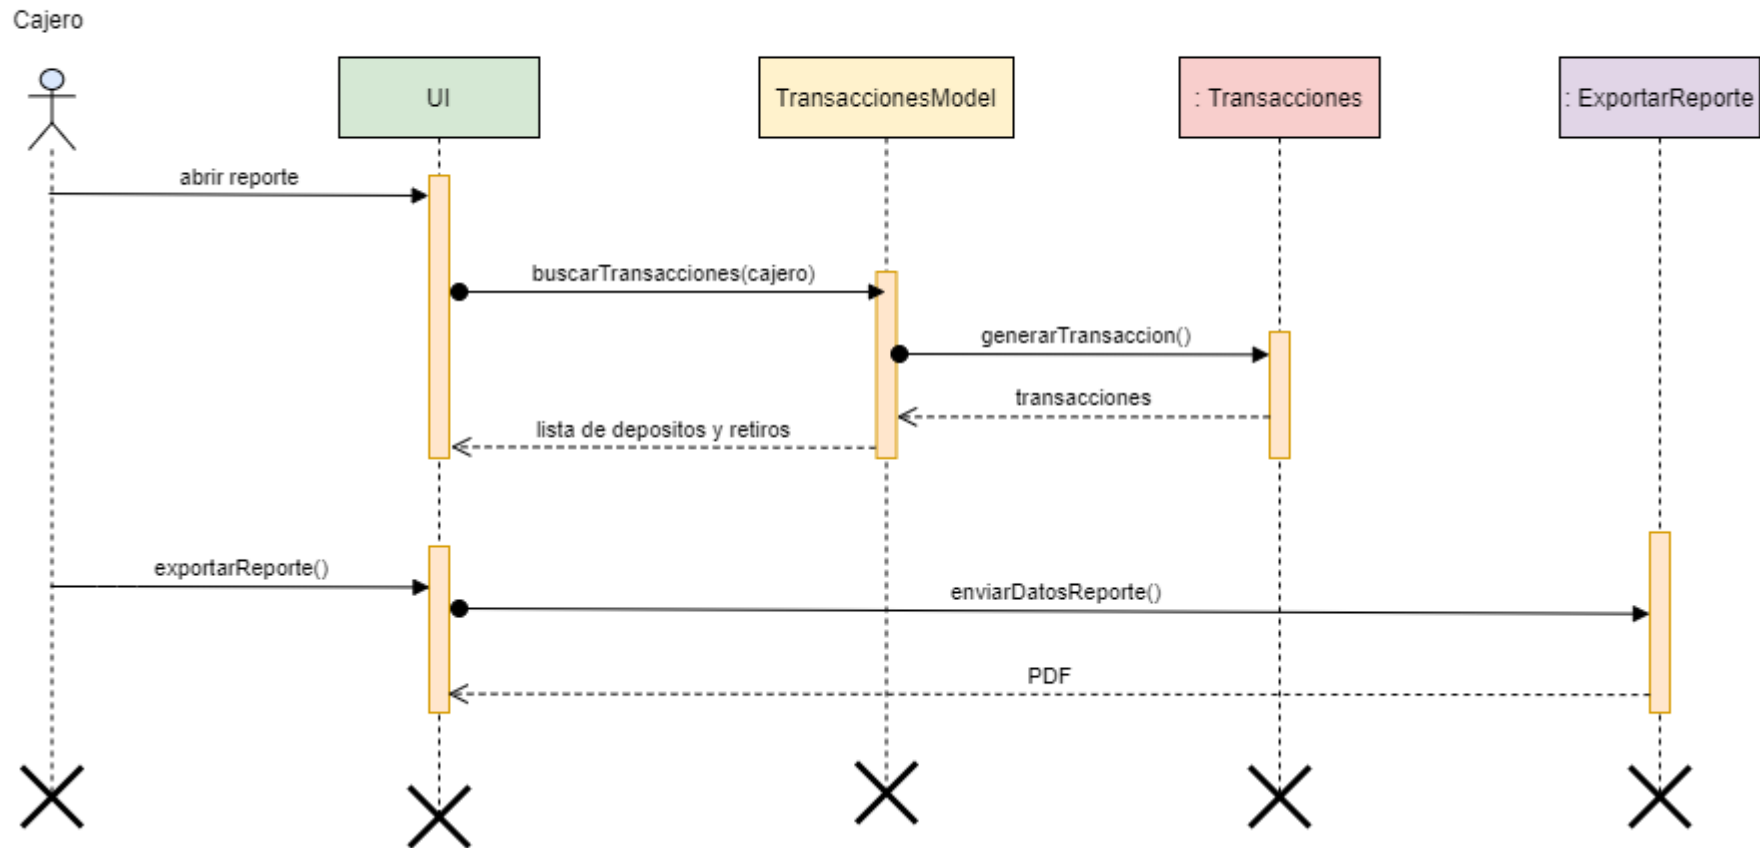 Cajero
UI
TransaccionesModel
: Transacciones
: ExportarReporte
abrir reporte
buscarTransacciones(cajero)
generarTransaccion()
transacciones
lista de depositos y retiros
exportarReporte()
enviarDatosReporte()
PDF